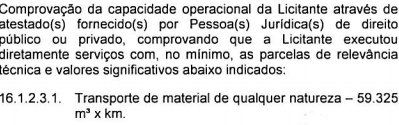 Comprovação da capacidade operacional da Licitante através de
atestado(s) fornecido(s) por Pessoa(s) Jurídica(s) de direito
público ou privado, comprovando que a Licitante executou
diretamente serviços com, no mínimo, as parcelas de relevância
técnica e valores significativos abaixo indicados:
16.1.2.3.1. Transporte de material de qualquer natureza – 59.325
m³ x km.